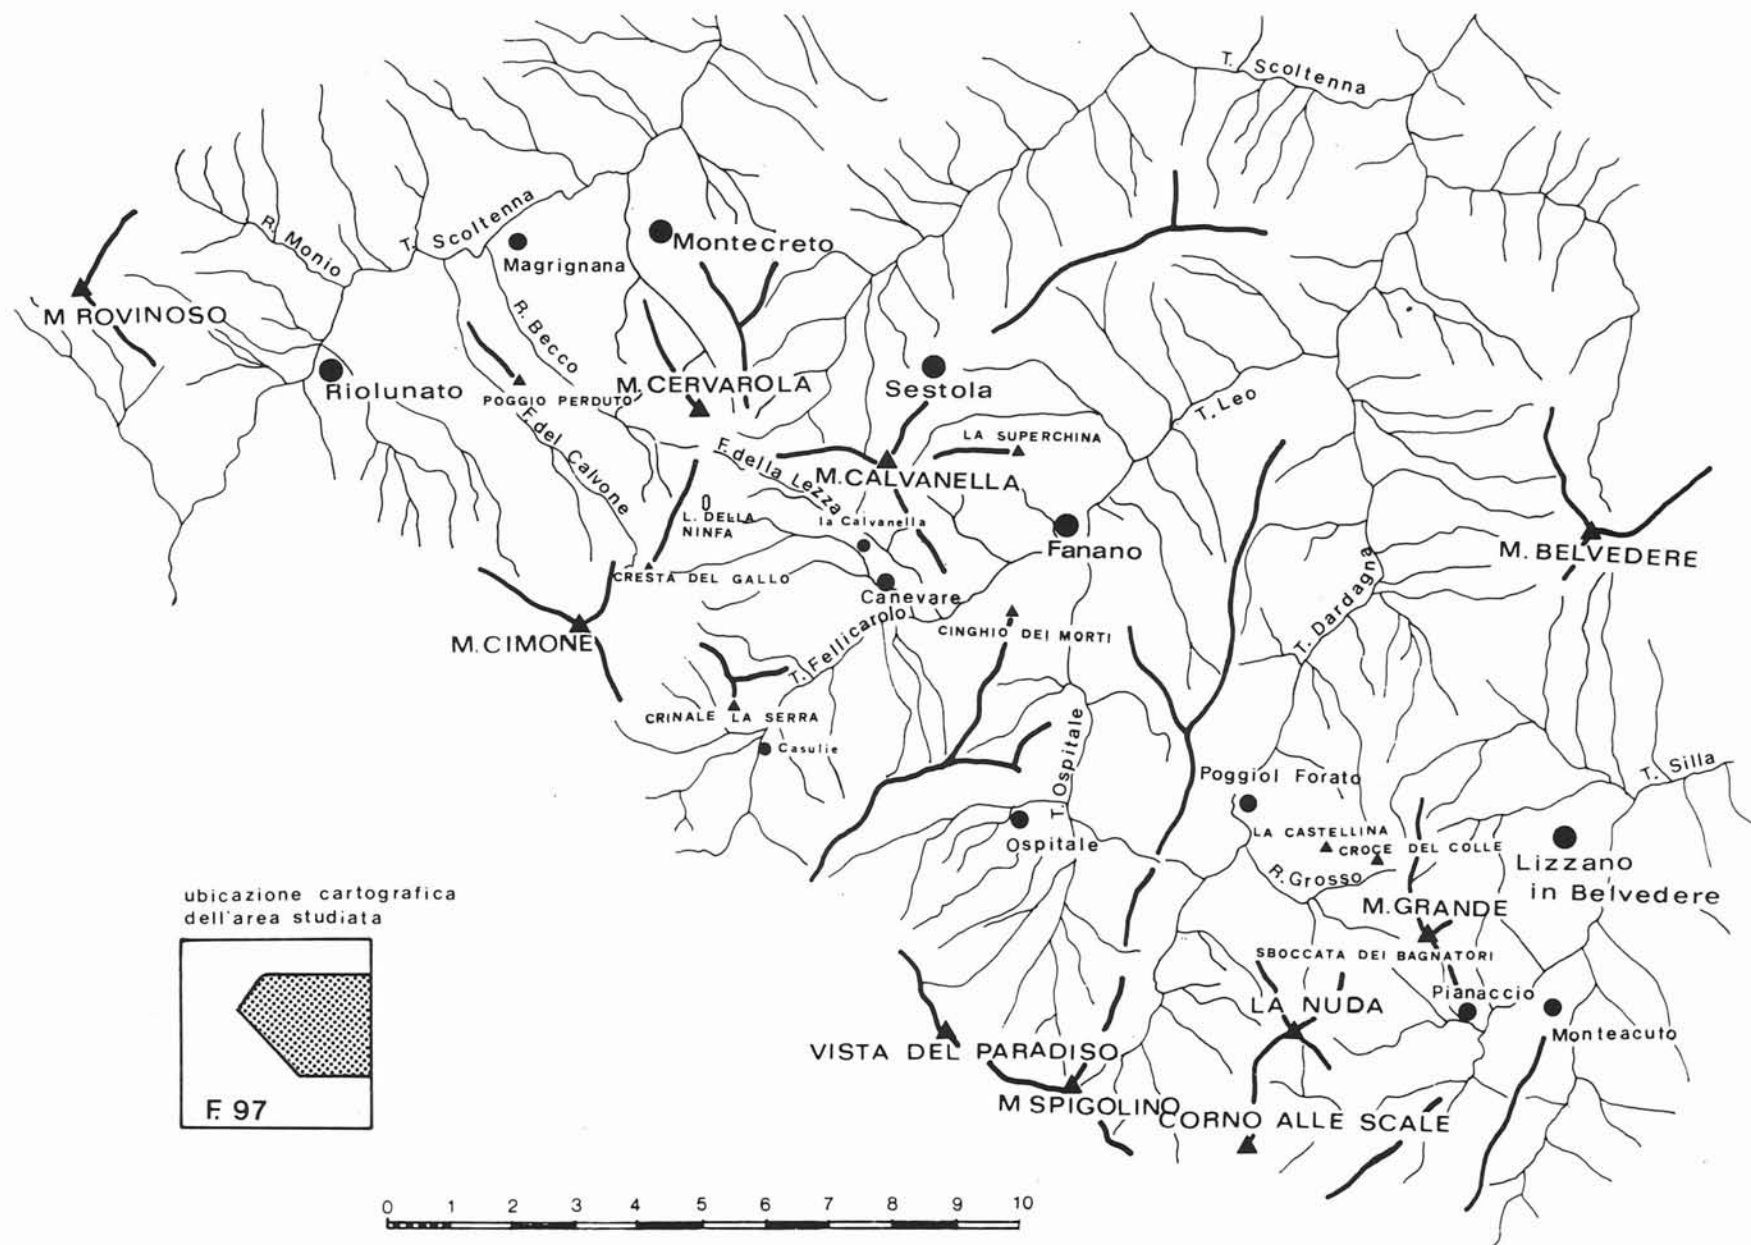 T. Scoltenna
R. Monio
T. Scoltenna
Magrignana
Montecreto
M ROVINOSO
R. Becco
Riolunato
POGGIO PERDUTO
M. CERVAROLA
Sestola
T. Leo
F. del Calvone
F. della Lezza
LA SUPERCHINA
M. CALVANELLA
L. DELLA
NINFA
la Calvanella
Fanano
M. BELVEDERE
CRESTA DEL GALLO
Canevare
T. Dardagna
M. CIMONE
T. Fellicarolo
CINGHIO DEI MORTI
CRINALE LA SERRA
Casulie
T. Ospitale
Poggiol Forato
T. Silla
Ospitale
LA CASTELLINA
CROCE DEL COLLE
Lizzano
in Belvedere
R. Grosso
M. GRANDE
ubicazione cartografica
dell'area studiata
SBOCCATA DEI BAGNATORI
Pianaccio
LA NUDA
Monteacuto
VISTA DEL PARADISO
F. 97
M SPIGOLINO
CORNO ALLE SCALE
0 1 2 3 4 5 6 7 8 9 10